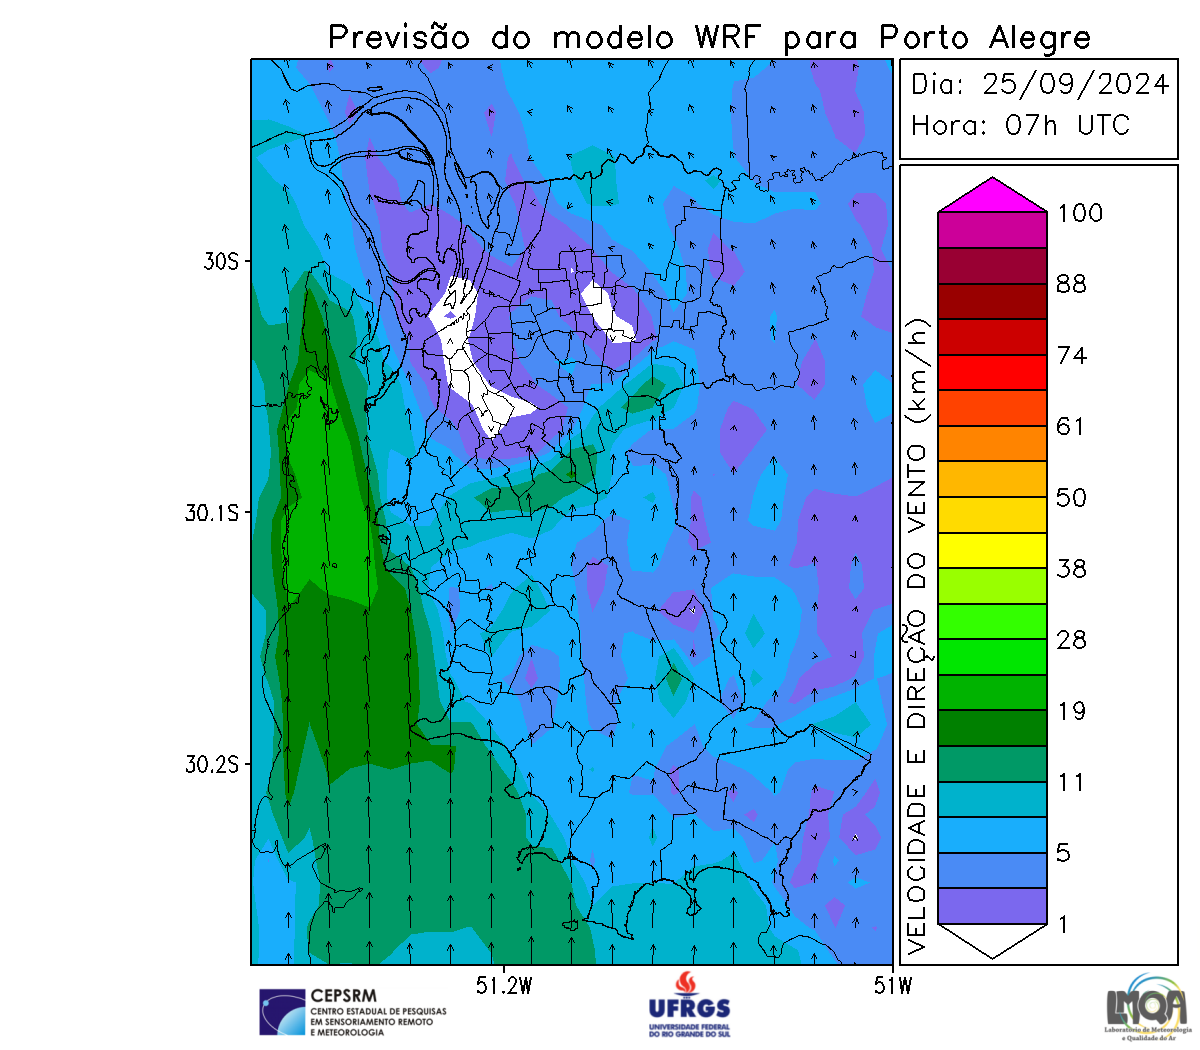 Previsão do modelo WRF para Porto Alegre
Dia: 25/09/2024
Hora: 07h UTC
30S
30.1S
30.2S
51.2W
51W
VELOCIDADE E DIREÇÃO DO VENTO (km/h)
100
88
74
61
50
38
28
19
11
5
1
CEPSRM
CENTRO ESTADUAL DE PESQUISAS
EM SENSORIAMENTO REMOTO
E METEOROLOGIA
UFRGS
UNIVERSIDADE FEDERAL
DO RIO GRANDE DO SUL
LMQA
Laboratório de Meteorologia
e Qualidade do Ar